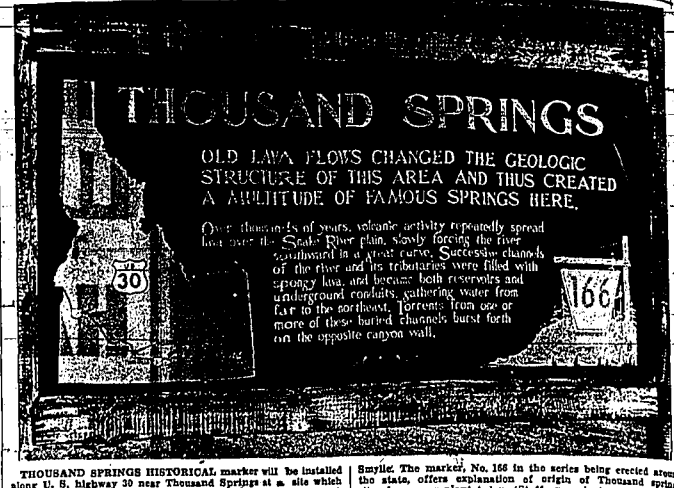 THOUSAND SPRINGS
OLD LAVA FLOWS CHANGED THE GEOLOGIC
STRUCTURE OF THIS AREA AND THUS CREATED
A MULTITUDE OF FAMOUS SPRINGS HERE.
Over thousands of years, volcanic activity repeatedly spread
lava over the Snake River plain, slowly forcing the river
southward in a great curve. Successive channels
of the river and its tributaries were filled with
spongy lava, and became both reservoirs and
underground conduits, gathering water from
far to the northeast. Torrents from one or
more of these buried channels burst forth
on the opposite canyon wall.
US
30
166
THOUSAND SPRINGS HISTORICAL marker will be installed
along U. S. highway 30 near Thousand Springs at a site which
Smylie. The marker, No. 166 in the series being erected
the state, offers explanation of origin of Thousand